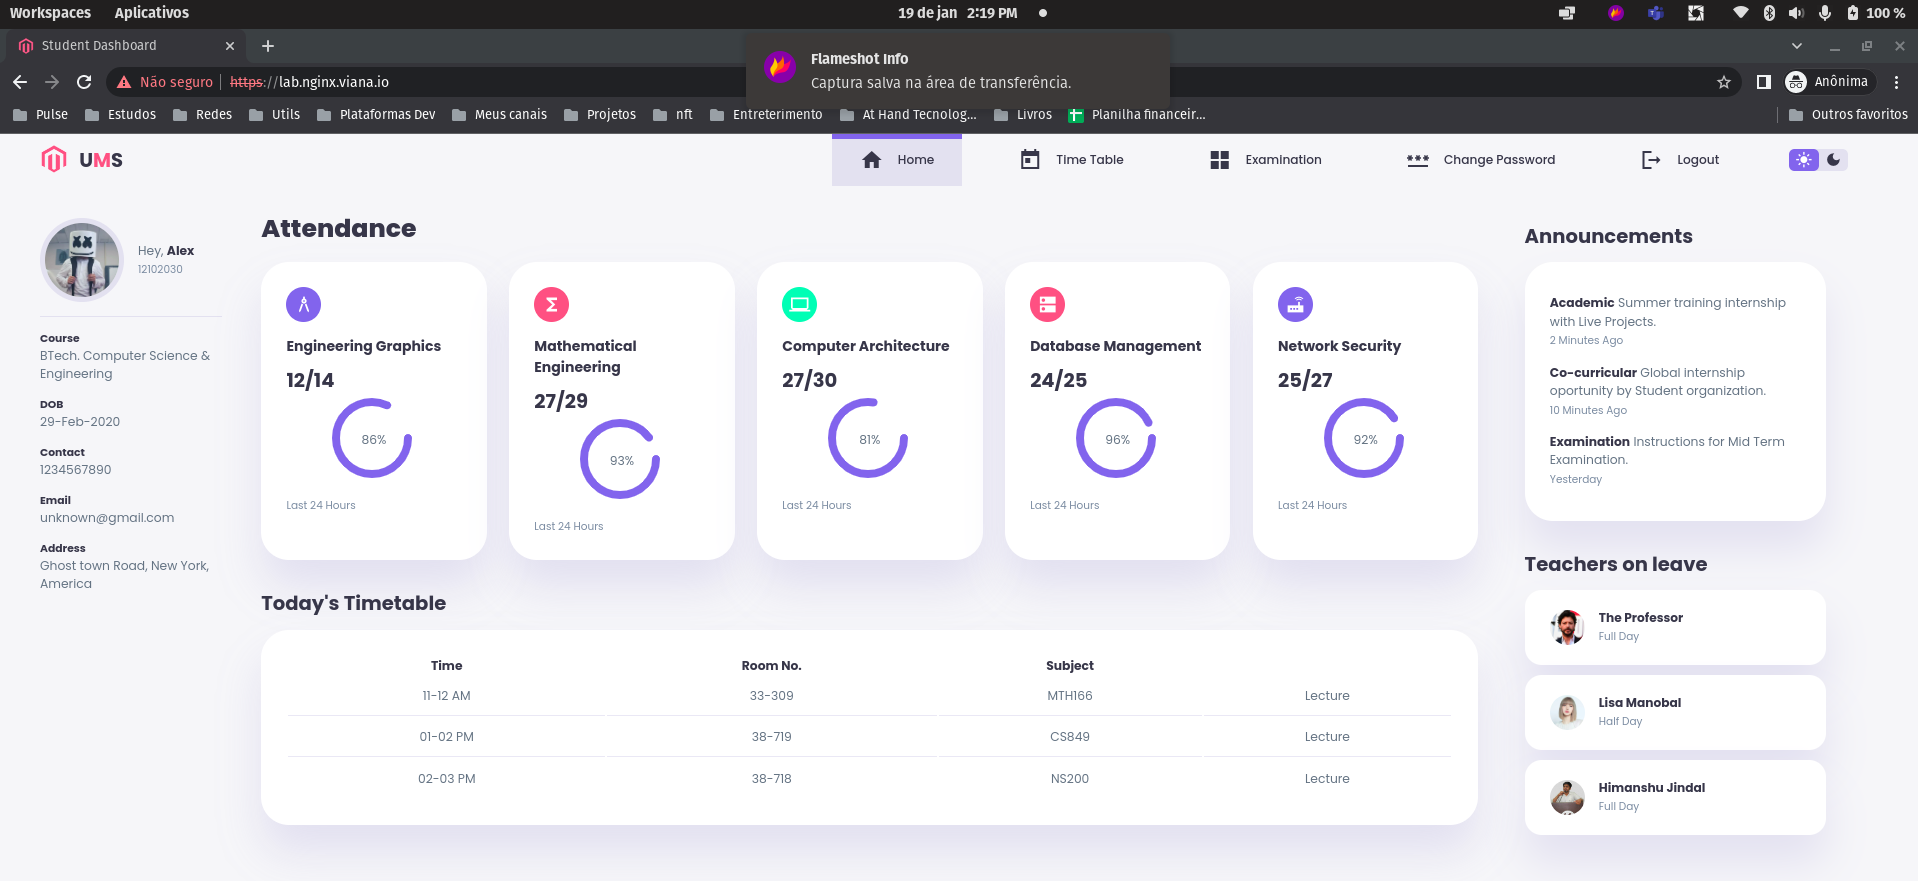 Workspaces Aplicativos 19 de jan 2:19 PM 100 %
Student Dashboard
Flameshot Info
Captura salva na área de transferência.
Não seguro https://lab.nginx.viana.io Anônima
Pulse Estudos Redes Utils Plataformas Dev Meus canais Projetos nft Entreterimento At Hand Tecnolog... Livros Planilha financeir... Outros favoritos
UMS Home Time Table Examination Change Password Logout
Hey, Alex
12102030
Course
BTech. Computer Science &
Engineering
DOB
29-Feb-2020
Contact
1234567890
Email
unknown@gmail.com
Address
Ghost town Road, New York,
America
Attendance
Engineering Graphics
12/14
86%
Last 24 Hours
Mathematical
Engineering
27/29
93%
Last 24 Hours
Computer Architecture
27/30
81%
Last 24 Hours
Database Management
24/25
96%
Last 24 Hours
Network Security
25/27
92%
Last 24 Hours
Today's Timetable
Time Room No. Subject
11-12 AM 33-309 MTH166 Lecture
01-02 PM 38-719 CS849 Lecture
02-03 PM 38-718 NS200 Lecture
Announcements
Academic Summer training internship
with Live Projects.
2 Minutes Ago
Co-curricular Global internship
oportunity by Student organization.
10 Minutes Ago
Examination Instructions for Mid Term
Examination.
Yesterday
Teachers on leave
The Professor
Full Day
Lisa Manobal
Half Day
Himanshu Jindal
Full Day